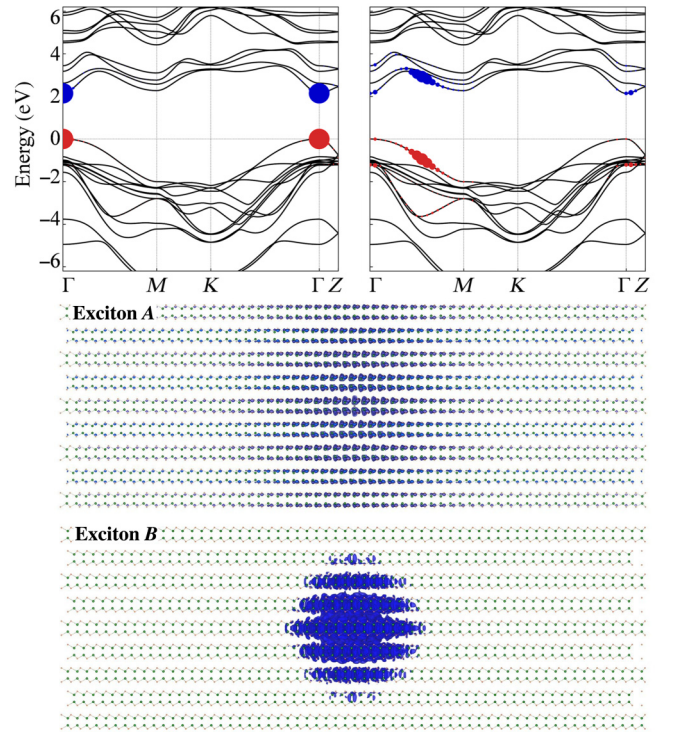 Energy (eV)
6
4
2
0
−2
−4
−6
Γ M K Γ Z
Γ M K Γ Z
Exciton A
Exciton B